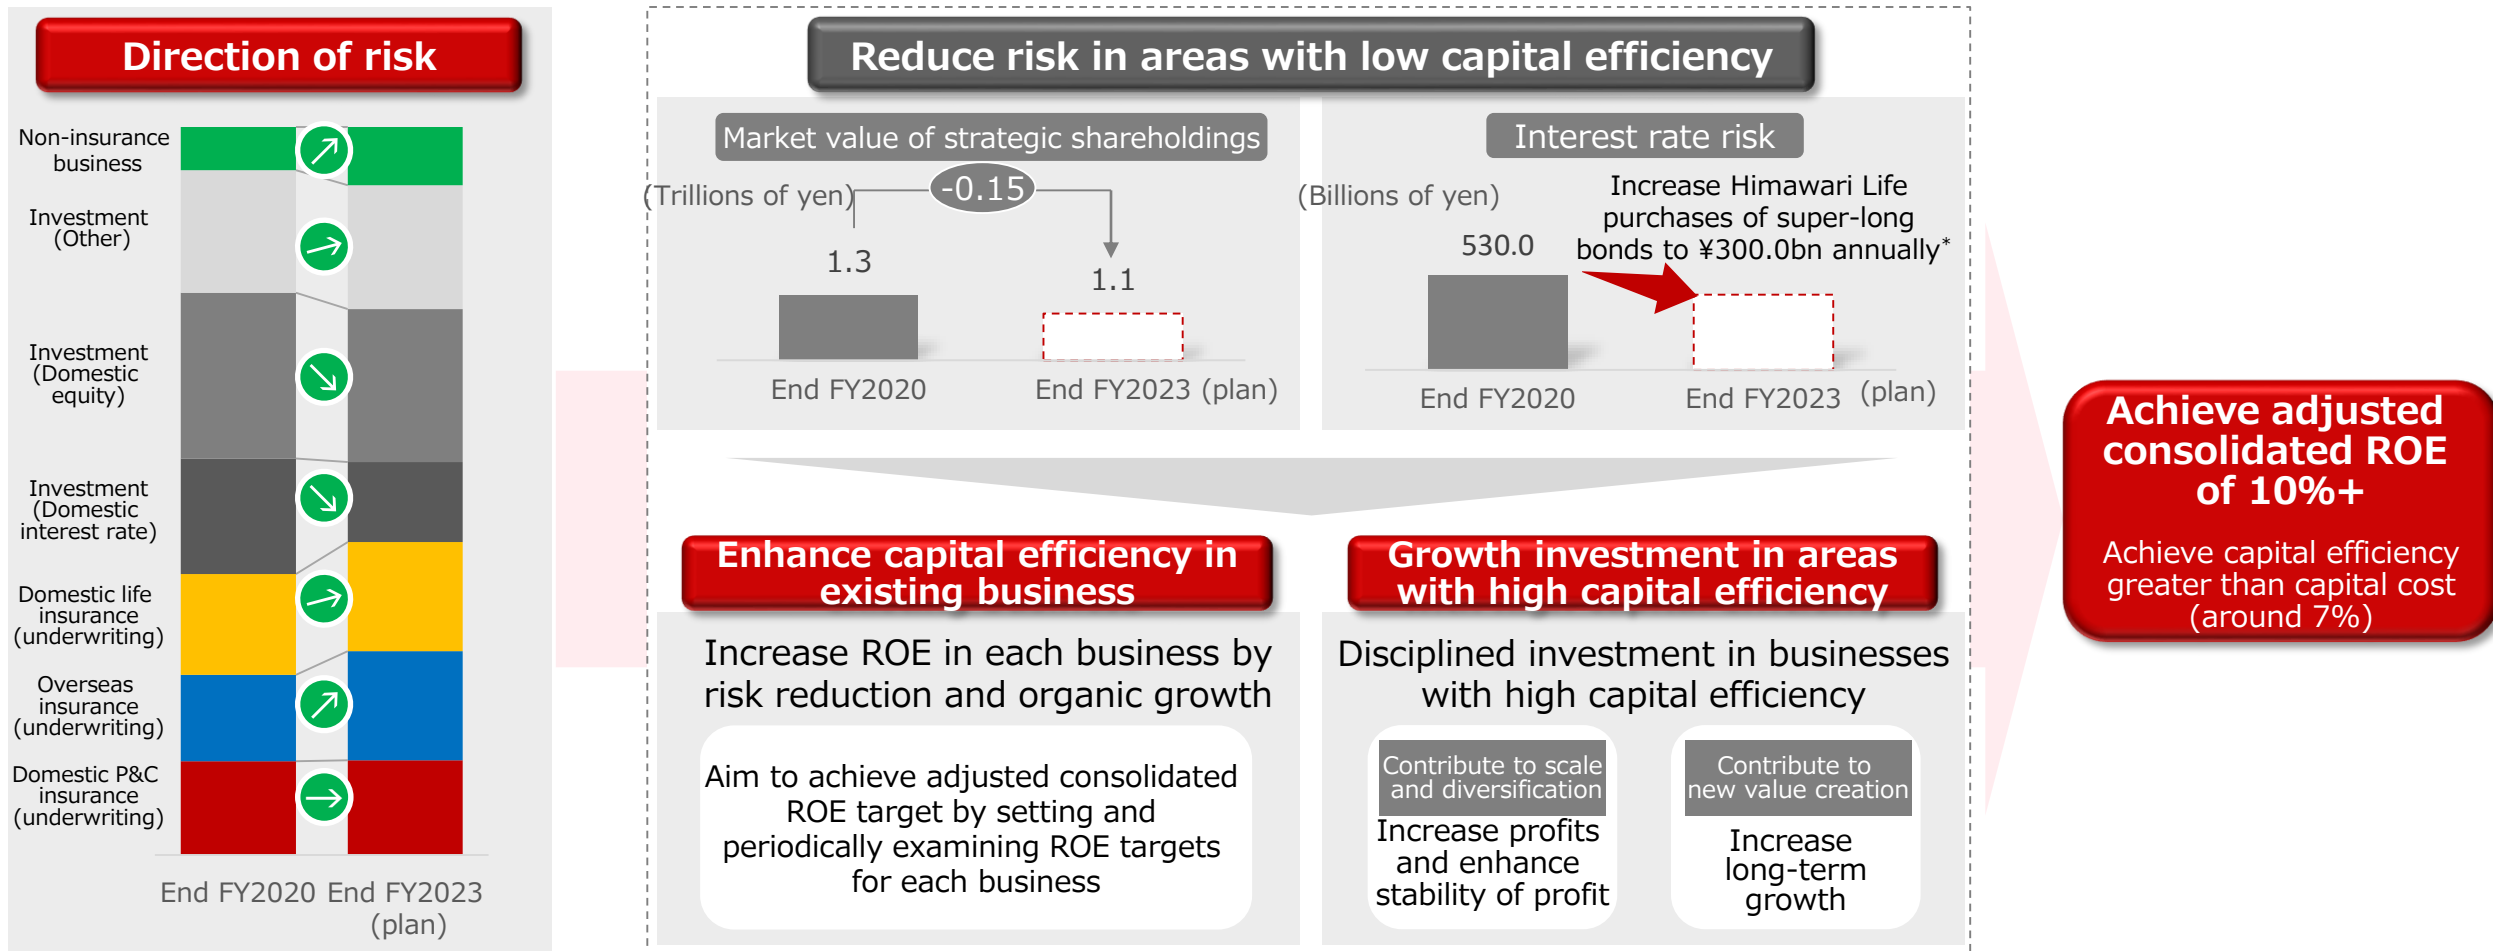 Direction of risk
Non-insurance
business
Investment
(Other)
Investment
(Domestic
equity)
Investment
(Domestic
interest rate)
Domestic life
insurance
(underwriting)
Overseas
insurance
(underwriting)
Domestic P&C
insurance
(underwriting)
End FY2020
End FY2023
(plan)
Reduce risk in areas with low capital efficiency
Market value of strategic shareholdings
(Trillions of yen)
-0.15
1.3
1.1
End FY2020
End FY2023 (plan)
Interest rate risk
(Billions of yen)
Increase Himawari Life
purchases of super-long
bonds to ¥300.0bn annually*
530.0
End FY2020
End FY2023 (plan)
Enhance capital efficiency in
existing business
Increase ROE in each business by
risk reduction and organic growth
Aim to achieve adjusted consolidated
ROE target by setting and
periodically examining ROE targets
for each business
Growth investment in areas
with high capital efficiency
Disciplined investment in businesses
with high capital efficiency
Contribute to scale
and diversification
Increase profits
and enhance
stability of profit
Contribute to
new value creation
Increase
long-term
growth
Achieve adjusted
consolidated ROE
of 10%+
Achieve capital efficiency
greater than capital cost
(around 7%)